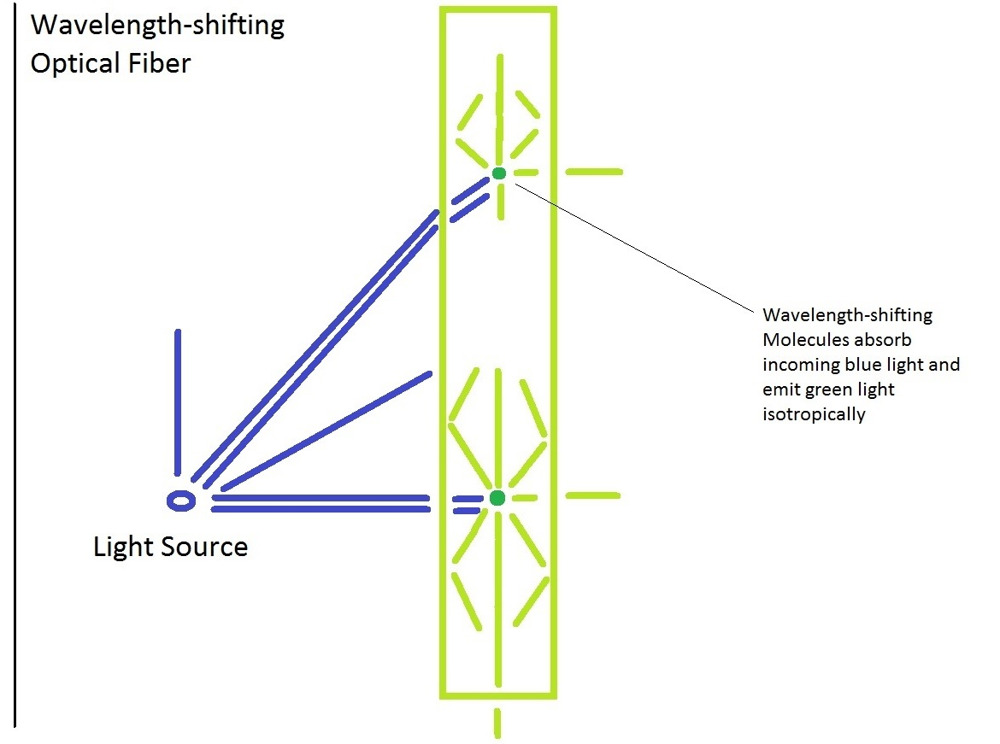 Wavelength-shifting
Optical Fiber
Wavelength-shifting
Molecules absorb
incoming blue light and
emit green light
isotropically
Light Source